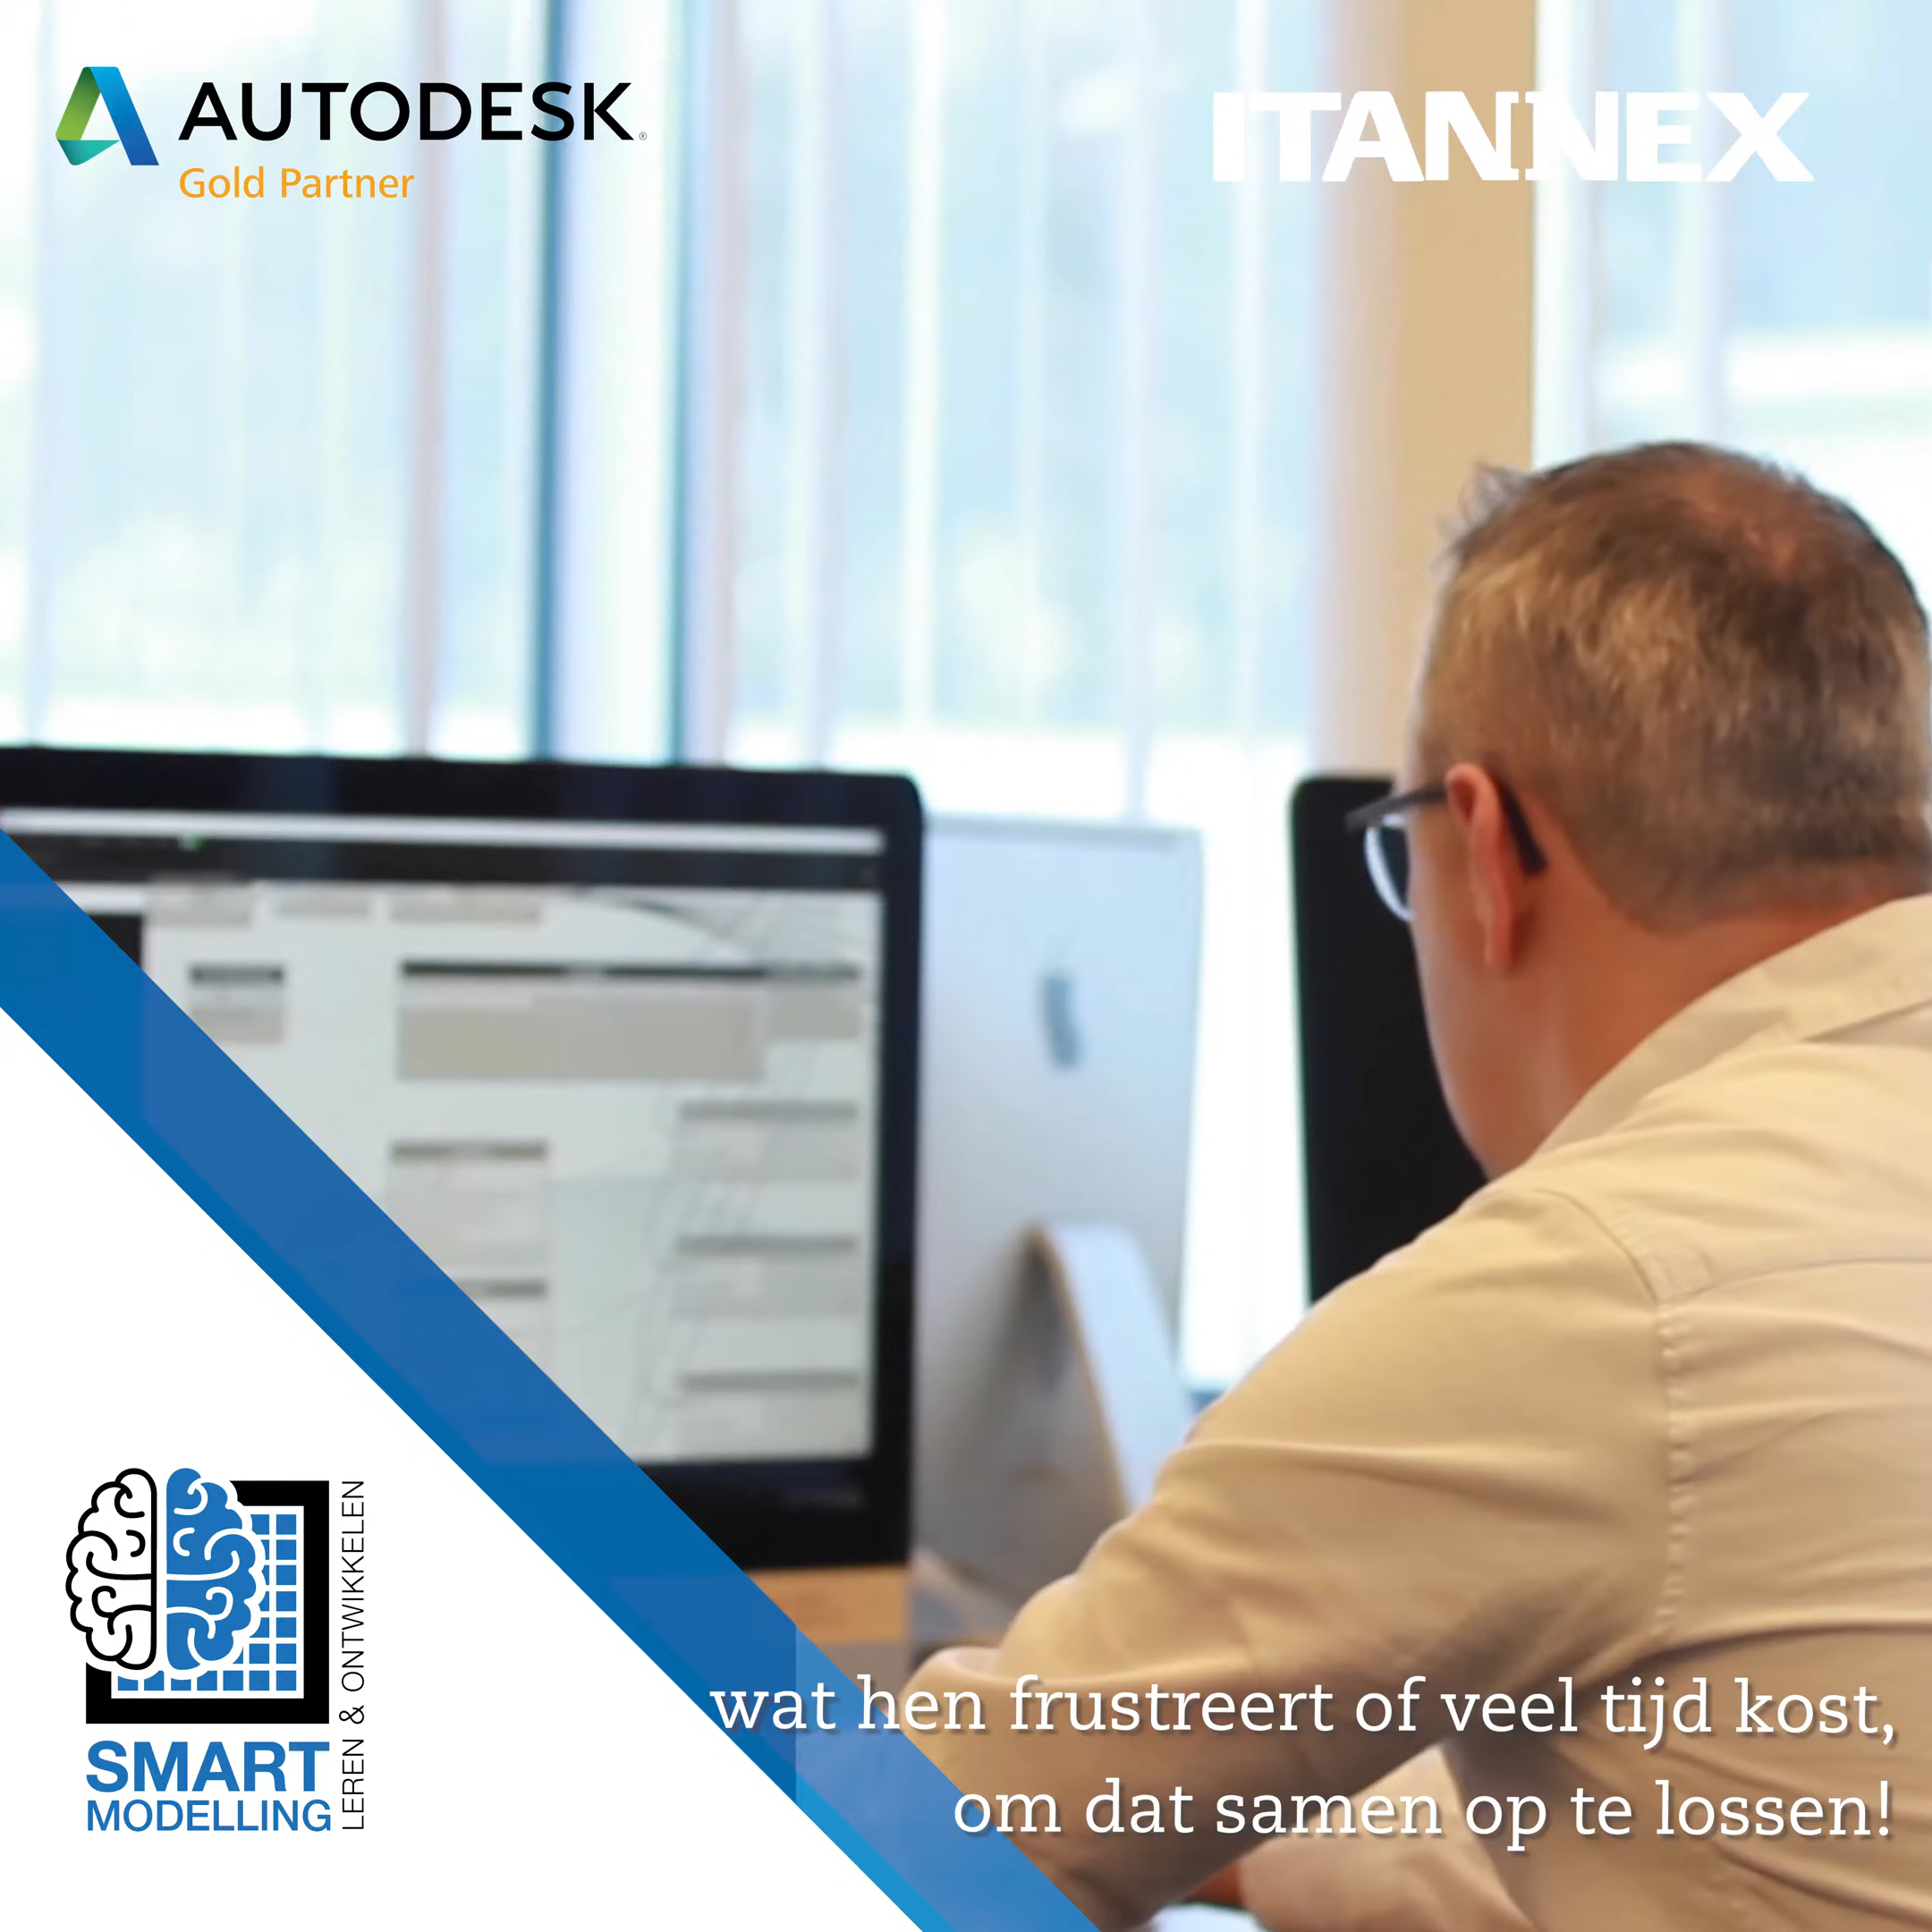 AUTODESK®
Gold Partner
ITANNEX
wat hen frustreert of veel tijd kost,
om dat samen op te lossen!
SMART
MODELLING
LEREN & ONTWIKKELEN